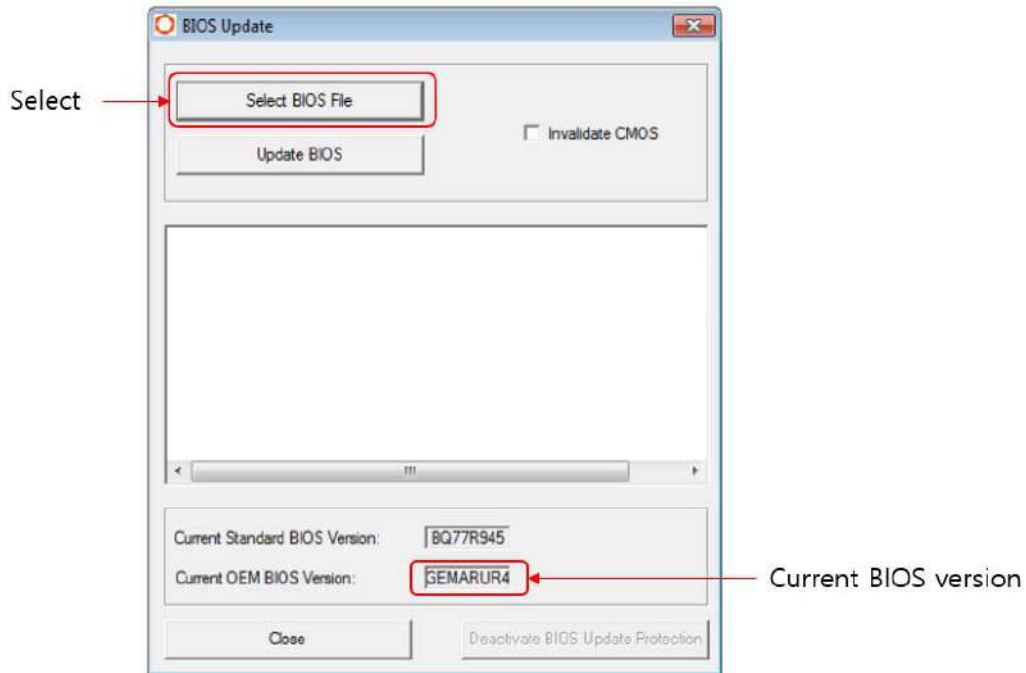 BIOS Update
Select
Select BIOS File
Invalidate CMOS
Update BIOS
Current Standard BIOS Version: BQ77R945
Current OEM BIOS Version: GEMARUR4
Current BIOS version
Close
Deactivate BIOS Update Protection